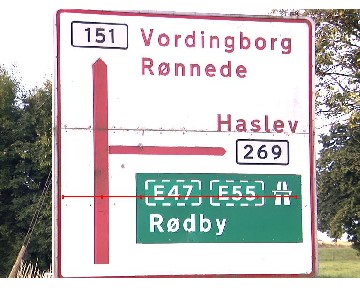 151 Vordingborg
Rønnede
Haslev
269
E47 E55
Rødby